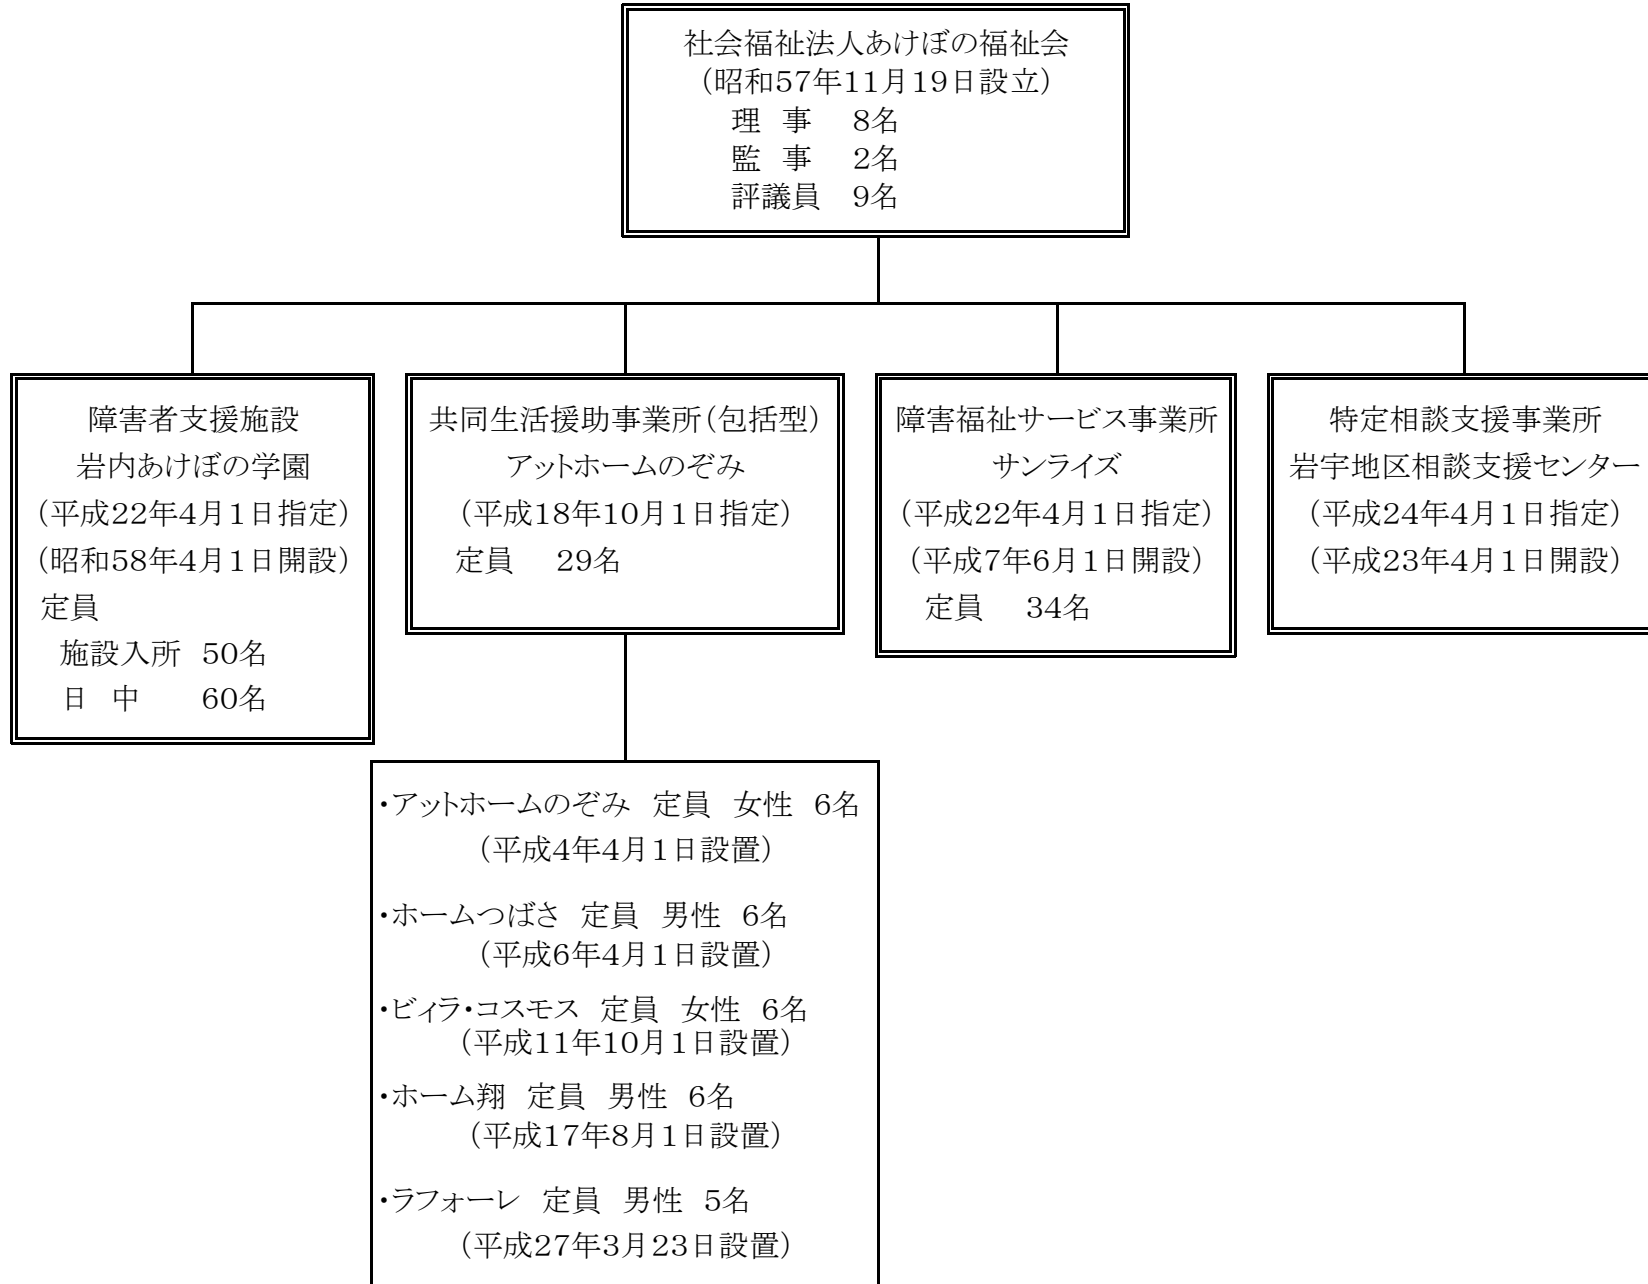 社会福祉法人あけぼの福祉会
（昭和57年11月19日設立）
理　事　8名
監　事　2名
評議員　9名
障害者支援施設
岩内あけぼの学園
（平成22年4月1日指定）
（昭和58年4月1日開設）
定員
施設入所　50名
日　中　60名
共同生活援助事業所（包括型）
アットホームのぞみ
（平成18年10月1日指定）
定員　29名
障害福祉サービス事業所
サンライズ
（平成22年4月1日指定）
（平成7年6月1日開設）
定員　34名
特定相談支援事業所
岩宇地区相談支援センター
（平成24年4月1日指定）
（平成23年4月1日開設）
・アットホームのぞみ　定員　女性　6名
（平成4年4月1日設置）
・ホームつばさ　定員　男性　6名
（平成6年4月1日設置）
・ビィラ・コスモス　定員　女性　6名
（平成11年10月1日設置）
・ホーム翔　定員　男性　6名
（平成17年8月1日設置）
・ラフォーレ　定員　男性　5名
（平成27年3月23日設置）